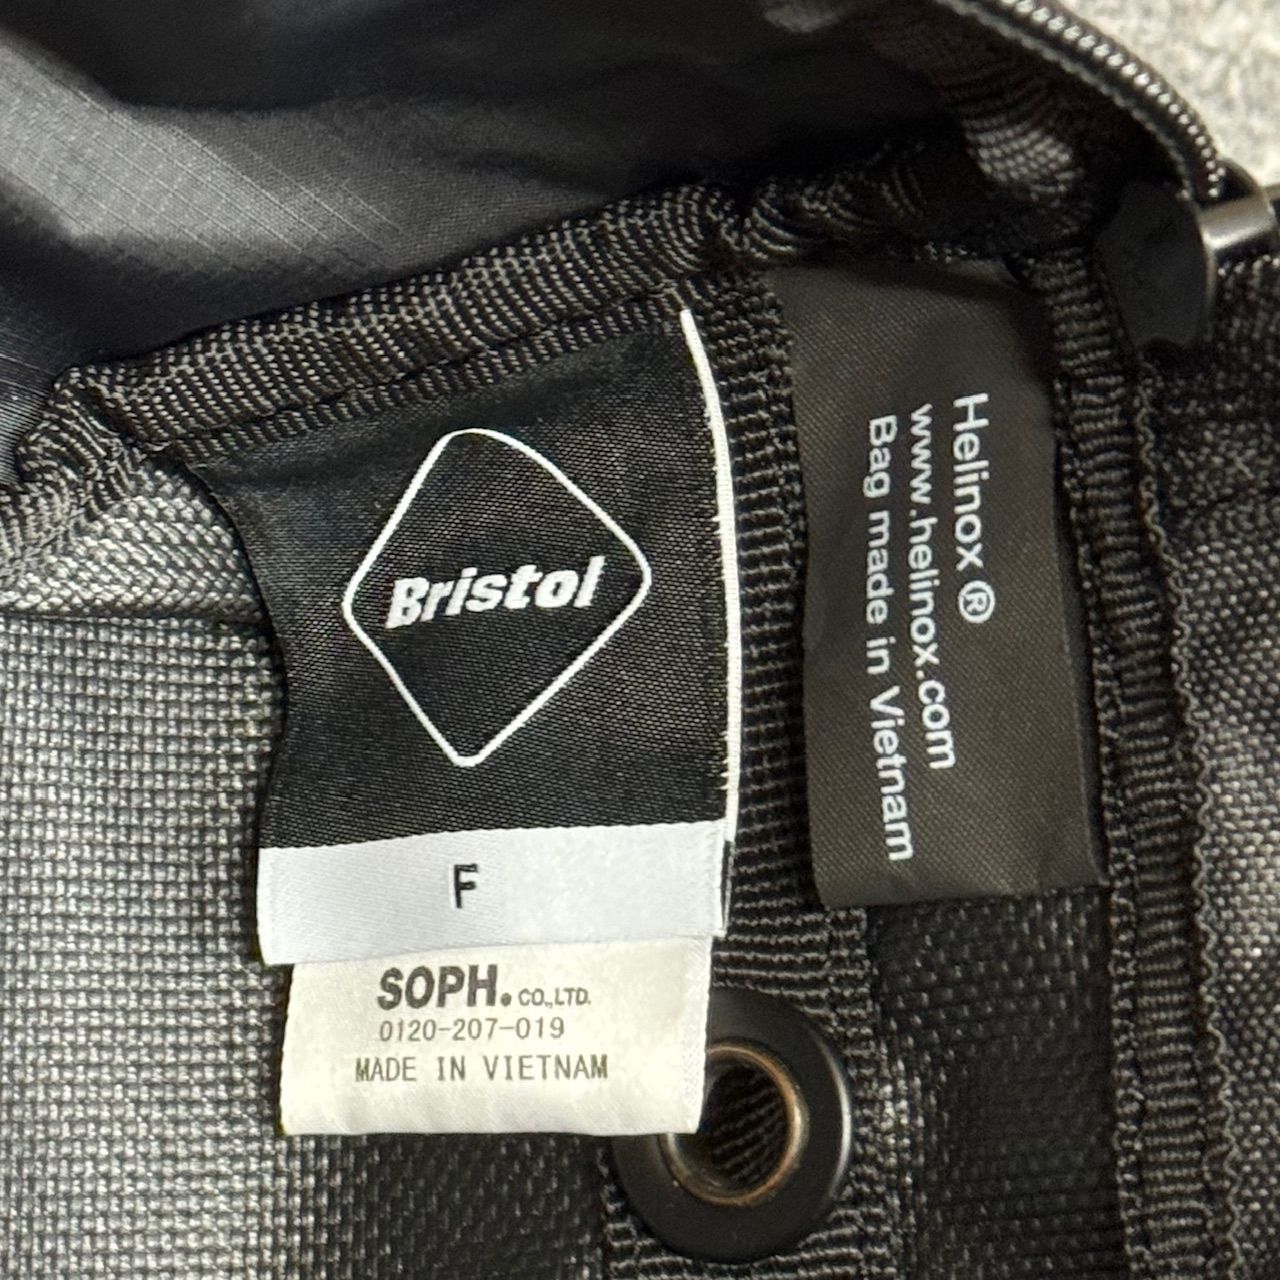 Bristol
F
SOPH. CO.,LTD.
0120-207-019
MADE IN VIETNAM
Helinox ®
www.helinox.com
Bag made in Vietnam